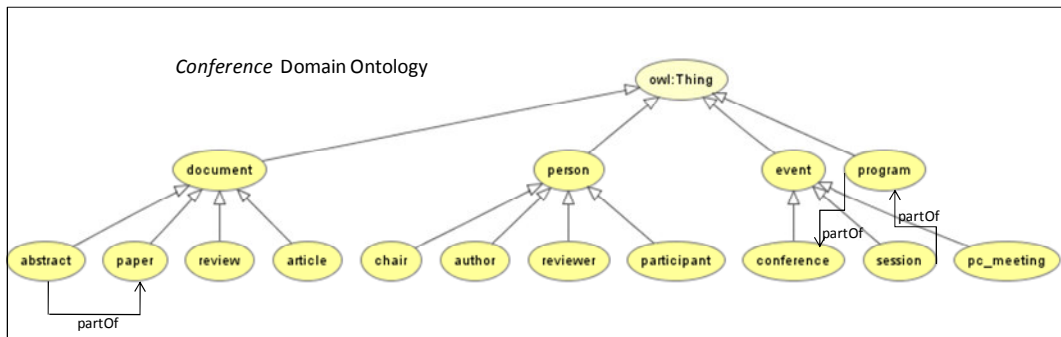 Conference Domain Ontology
owl:Thing
document
person
event
program
partOf
partOf
abstract
paper
review
article
chair
author
reviewer
participant
conference
session
pc_meeting
partOf